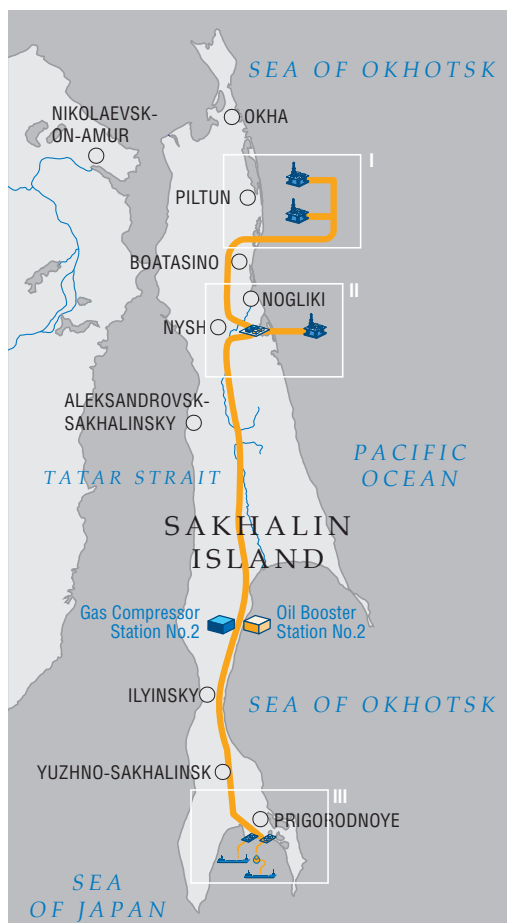 SEA OF OKHOTSK
NIKOLAEVSK-
ON-AMUR
OKHA
I
PILTUN
BOATASINO
II
NOGLIKI
NYSH
ALEKSANDROVSK-
SAKHALINSKY
PACIFIC
OCEAN
TATAR STRAIT
SAKHALIN
ISLAND
Gas Compressor
Station No.2
Oil Booster
Station No.2
ILYINSKY
SEA OF OKHOTSK
YUZHNO-SAKHALINSK
III
PRIGORODNOYE
SEA
OF JAPAN